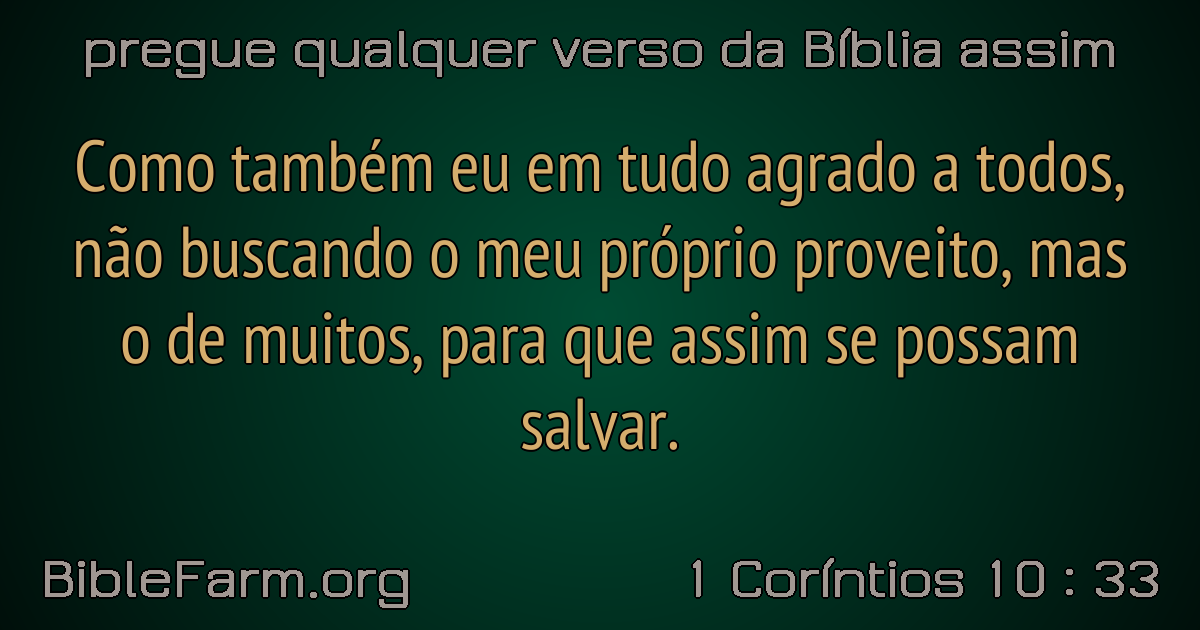 pregue qualquer verso da Bíblia assim
Como também eu em tudo agrado a todos,
não buscando o meu próprio proveito, mas
o de muitos, para que assim se possam
salvar.
BibleFarm.org
1 Coríntios 10 : 33